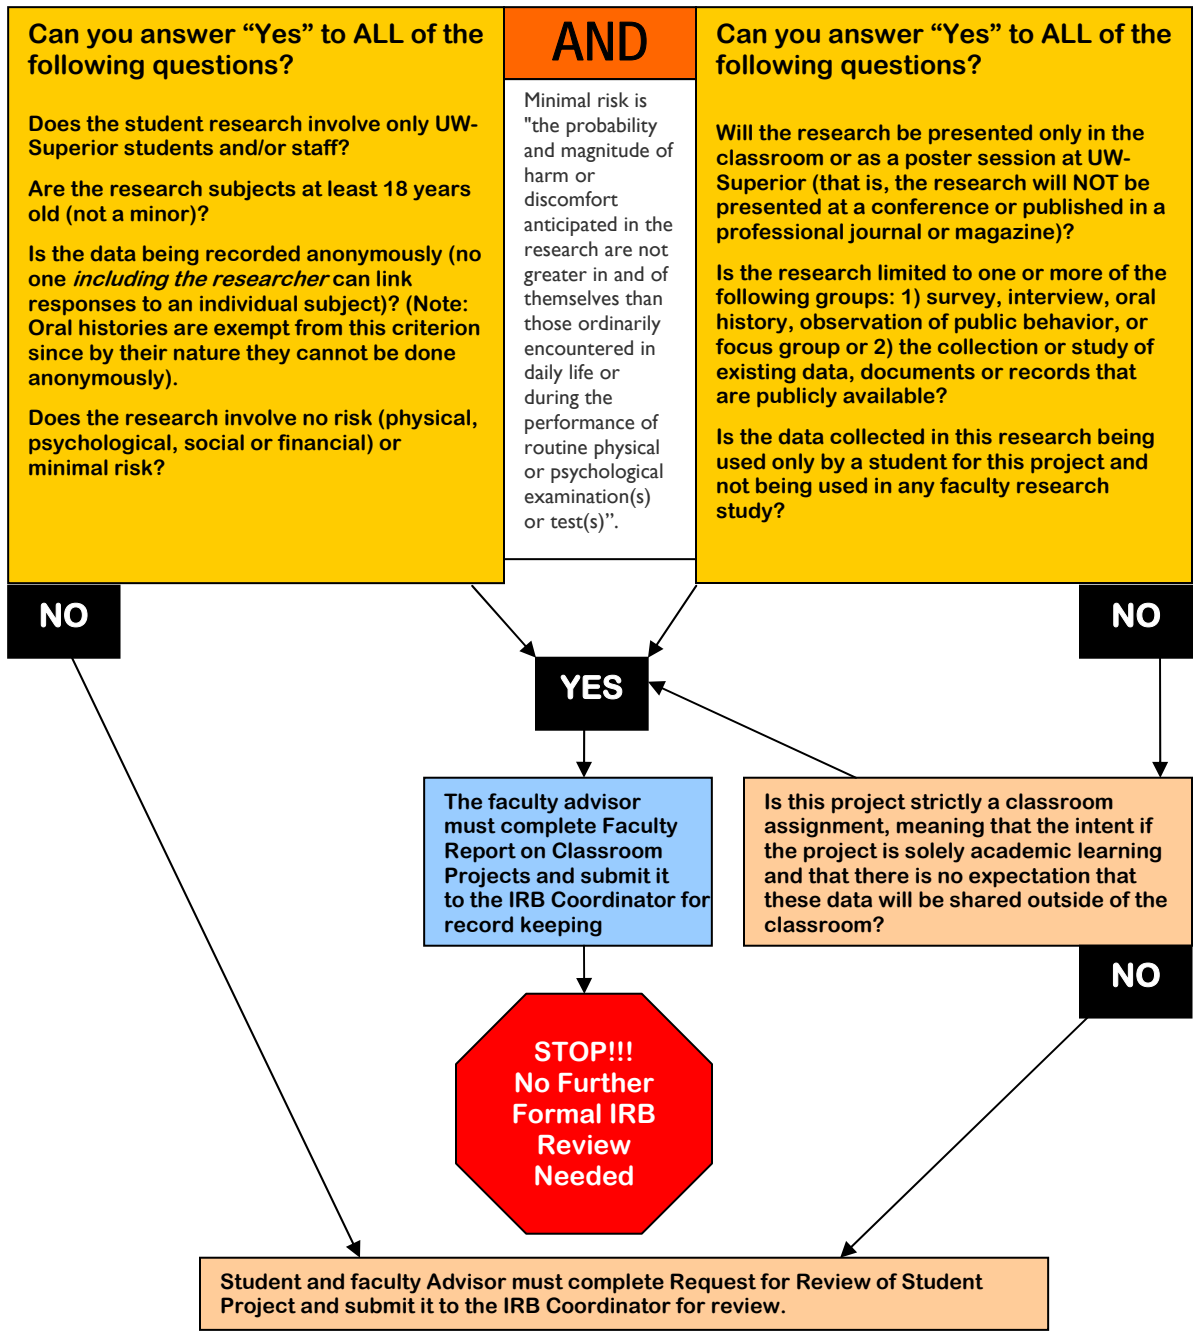 Can you answer “Yes” to ALL of the
following questions?
Does the student research involve only UW-
Superior students and/or staff?
Are the research subjects at least 18 years
old (not a minor)?
Is the data being recorded anonymously (no
one including the researcher can link
responses to an individual subject)? (Note:
Oral histories are exempt from this criterion
since by their nature they cannot be done
anonymously).
Does the research involve no risk (physical,
psychological, social or financial) or
minimal risk?
AND
Minimal risk is
"the probability
and magnitude of
harm or
discomfort
anticipated in the
research are not
greater in and of
themselves than
those ordinarily
encountered in
daily life or
during the
performance of
routine physical
or psychological
examination(s)
or test(s)”.
Can you answer “Yes” to ALL of the
following questions?
Will the research be presented only in the
classroom or as a poster session at UW-
Superior (that is, the research will NOT be
presented at a conference or published in a
professional journal or magazine)?
Is the research limited to one or more of the
following groups: 1) survey, interview, oral
history, observation of public behavior, or
focus group or 2) the collection or study of
existing data, documents or records that
are publicly available?
Is the data collected in this research being
used only by a student for this project and
not being used in any faculty research
study?
NO
NO
YES
The faculty advisor
must complete Faculty
Report on Classroom
Projects and submit it
to the IRB Coordinator for
record keeping
Is this project strictly a classroom
assignment, meaning that the intent if
the project is solely academic learning
and that there is no expectation that
these data will be shared outside of the
classroom?
NO
STOP!!!
No Further
Formal IRB
Review
Needed
Student and faculty Advisor must complete Request for Review of Student
Project and submit it to the IRB Coordinator for review.